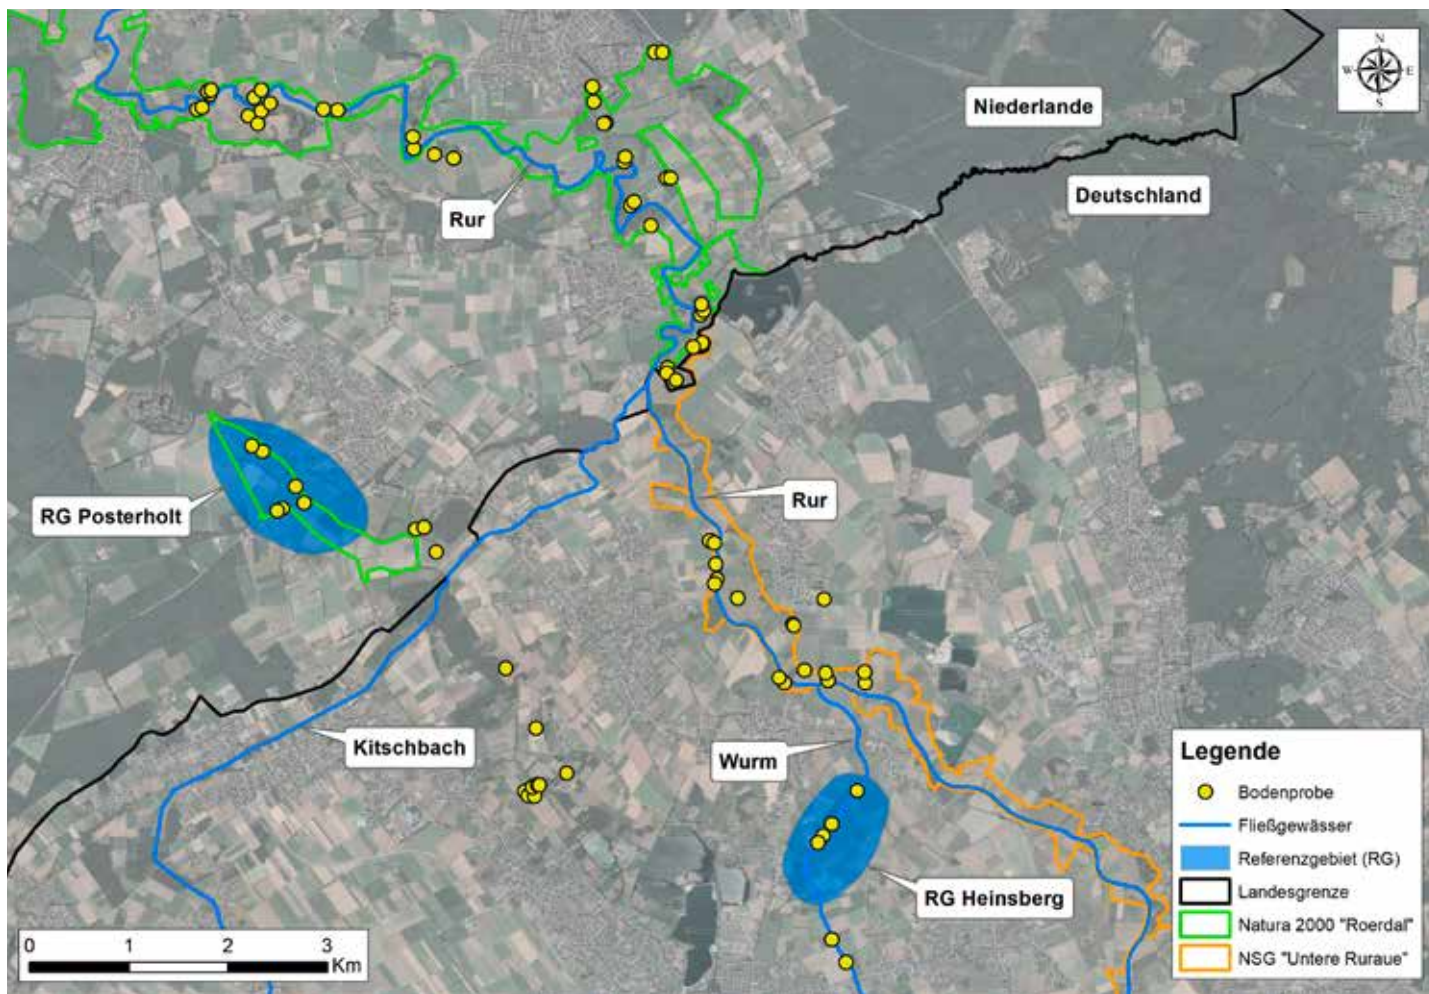 N
W E
S
Niederlande
Deutschland
Rur
RG Posterholt
Rur
Kitschbach
Wurm
RG Heinsberg
Legende
Bodenprobe
Fließgewässer
Referenzgebiet (RG)
Landesgrenze
Natura 2000 "Roerdal"
NSG "Untere Ruraue"
0 1 2 3
Km